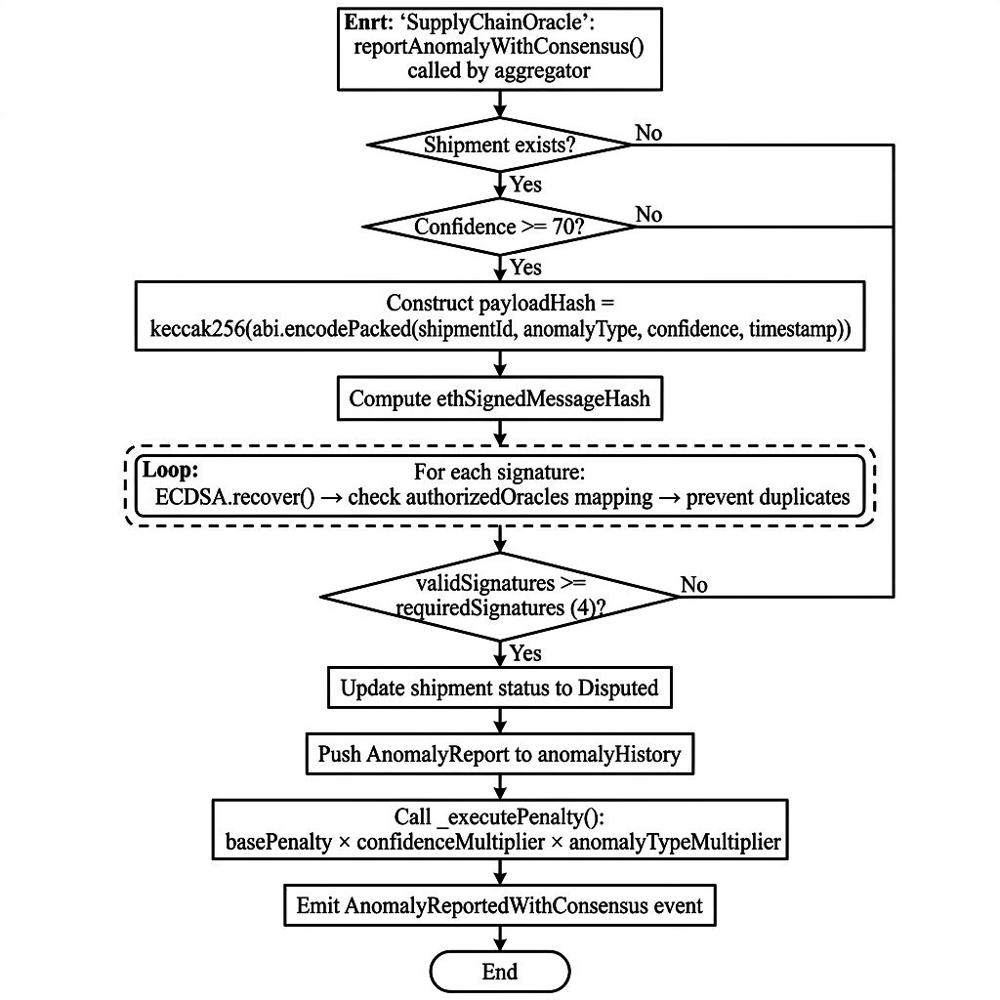 Enrt: ‘SupplyChainOracle’:
reportAnomalyWithConsensus()
called by aggregator
Shipment exists?
No
Yes
Confidence >= 70?
No
Yes
Construct payloadHash =
keccak256(abi.encodePacked(shipmentId, anomalyType, confidence, timestamp))
Compute ethSignedMessageHash
Loop:
For each signature:
ECDSA.recover() → check authorizedOracles mapping → prevent duplicates
validSignatures >=
requiredSignatures (4)?
No
Yes
Update shipment status to Disputed
Push AnomalyReport to anomalyHistory
Call _executePenalty():
basePenalty × confidenceMultiplier × anomalyTypeMultiplier
Emit AnomalyReportedWithConsensus event
End